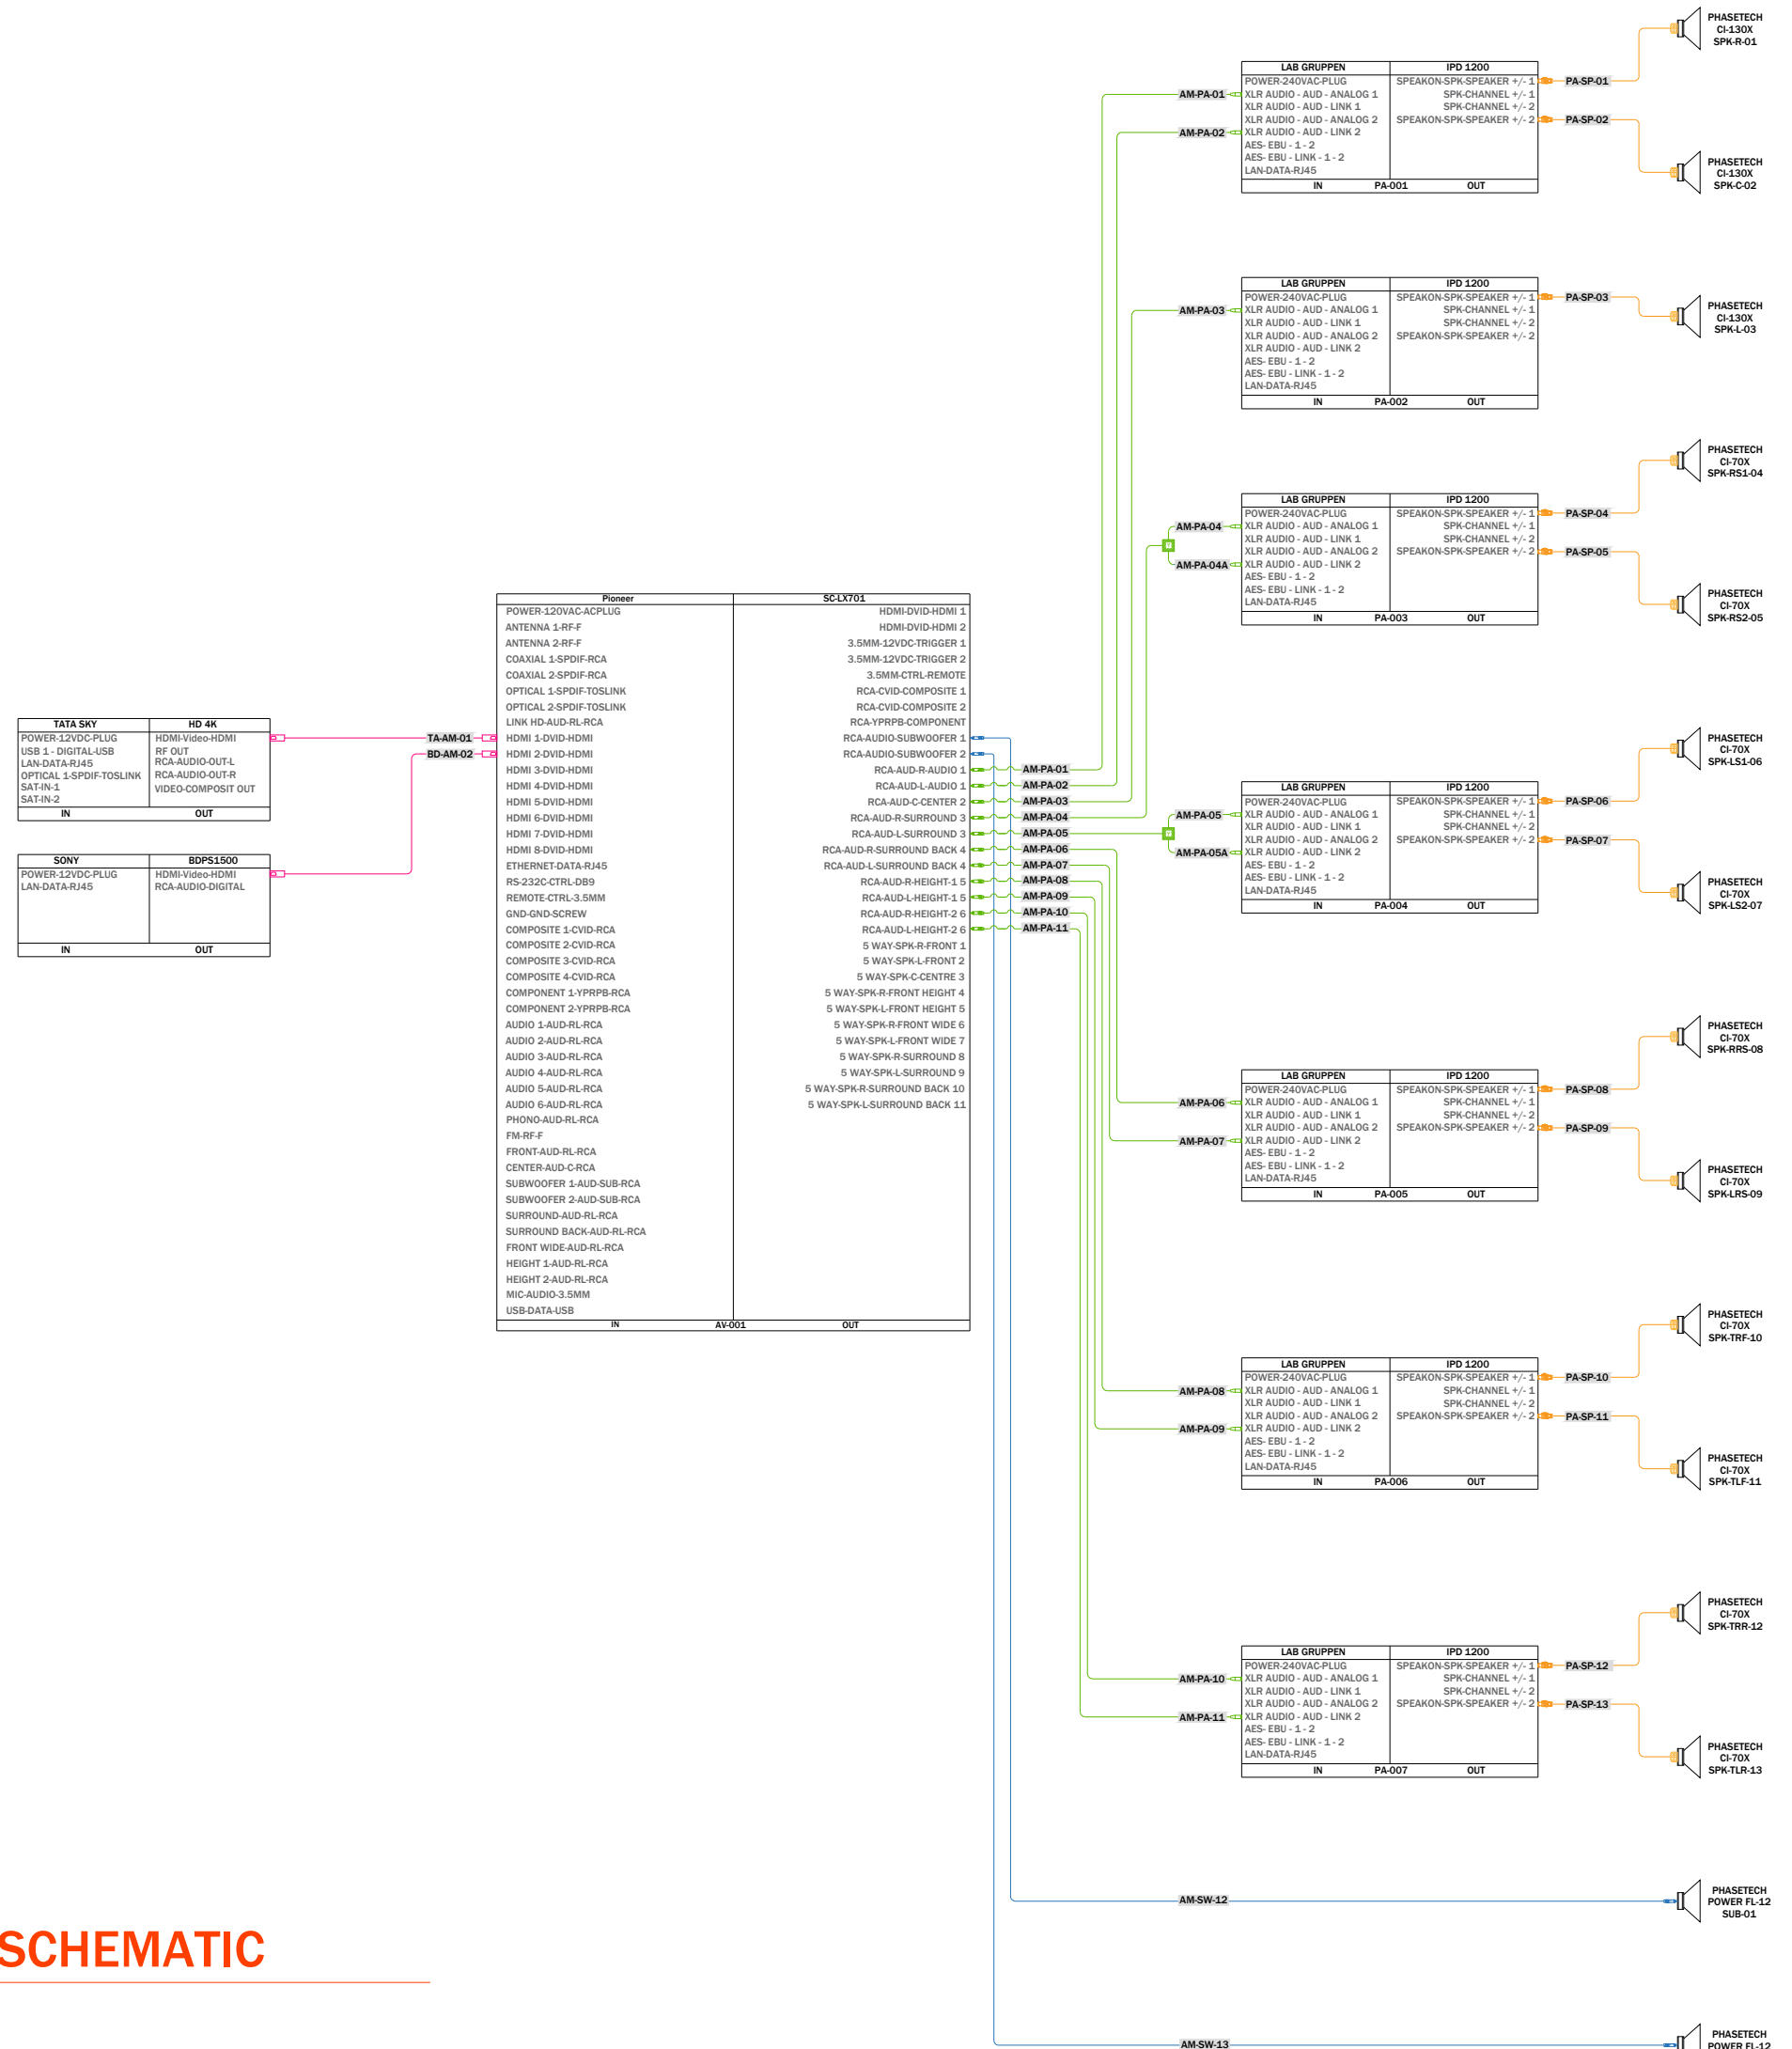 PHASETECH
CI-130X
SPK-R-01
LAB GRUPPEN IPD 1200
POWER-240VAC-PLUG SPEAKON-SPK-SPEAKER +/- 1 PA-SP-01
AM-PA-01 XLR AUDIO - AUD - ANALOG 1 SPK-CHANNEL +/- 1
XLR AUDIO - AUD - LINK 1 SPK-CHANNEL +/- 2
XLR AUDIO - AUD - ANALOG 2 SPEAKON-SPK-SPEAKER +/- 2 PA-SP-02
AM-PA-02 XLR AUDIO - AUD - LINK 2
AES- EBU - 1 - 2
AES- EBU - LINK - 1 - 2
LAN-DATA-RJ45
IN PA-001 OUT
PHASETECH
CI-130X
SPK-C-02
LAB GRUPPEN IPD 1200
POWER-240VAC-PLUG SPEAKON-SPK-SPEAKER +/- 1 PA-SP-03
AM-PA-03 XLR AUDIO - AUD - ANALOG 1 SPK-CHANNEL +/- 1
XLR AUDIO - AUD - LINK 1 SPK-CHANNEL +/- 2
XLR AUDIO - AUD - ANALOG 2 SPEAKON-SPK-SPEAKER +/- 2
XLR AUDIO - AUD - LINK 2
AES- EBU - 1 - 2
AES- EBU - LINK - 1 - 2
LAN-DATA-RJ45
IN PA-002 OUT
PHASETECH
CI-130X
SPK-L-03
PHASETECH
CI-70X
SPK-RS1-04
LAB GRUPPEN IPD 1200
POWER-240VAC-PLUG SPEAKON-SPK-SPEAKER +/- 1 PA-SP-04
AM-PA-04 XLR AUDIO - AUD - ANALOG 1 SPK-CHANNEL +/- 1
XLR AUDIO - AUD - LINK 1 SPK-CHANNEL +/- 2
XLR AUDIO - AUD - ANALOG 2 SPEAKON-SPK-SPEAKER +/- 2 PA-SP-05
AM-PA-04A XLR AUDIO - AUD - LINK 2
AES- EBU - 1 - 2
AES- EBU - LINK - 1 - 2
LAN-DATA-RJ45
IN PA-003 OUT
PHASETECH
CI-70X
SPK-RS2-05
TATA SKY HD 4K
POWER-12VDC-PLUG HDMI-Video-HDMI
USB 1 - DIGITAL-USB RF OUT
LAN-DATA-RJ45 RCA-AUDIO-OUT-L
OPTICAL 1-SPDIF-TOSLINK RCA-AUDIO-OUT-R
SAT-IN-1 VIDEO-COMPOSIT OUT
SAT-IN-2
IN OUT
SONY BDPS1500
POWER-12VDC-PLUG HDMI-Video-HDMI
LAN-DATA-RJ45 RCA-AUDIO-DIGITAL
IN OUT
Pioneer SC-LX701
POWER-120VAC-ACPLUG HDMI-DVID-HDMI 1
ANTENNA 1-RF-F HDMI-DVID-HDMI 2
ANTENNA 2-RF-F 3.5MM-12VDC-TRIGGER 1
COAXIAL 1-SPDIF-RCA 3.5MM-12VDC-TRIGGER 2
COAXIAL 2-SPDIF-RCA 3.5MM-CTRL-REMOTE
OPTICAL 1-SPDIF-TOSLINK RCA-CVID-COMPOSITE 1
OPTICAL 2-SPDIF-TOSLINK RCA-CVID-COMPOSITE 2
LINK HD-AUD-RL-RCA RCA-YPRPB-COMPONENT
TA-AM-01 HDMI 1-DVID-HDMI RCA-AUDIO-SUBWOOFER 1
BD-AM-02 HDMI 2-DVID-HDMI RCA-AUDIO-SUBWOOFER 2
HDMI 3-DVID-HDMI RCA-AUD-R-AUDIO 1 AM-PA-01
HDMI 4-DVID-HDMI RCA-AUD-L-AUDIO 1 AM-PA-02
HDMI 5-DVID-HDMI RCA-AUD-C-CENTER 2 AM-PA-03
HDMI 6-DVID-HDMI RCA-AUD-R-SURROUND 3 AM-PA-04
HDMI 7-DVID-HDMI RCA-AUD-L-SURROUND 3 AM-PA-05
HDMI 8-DVID-HDMI RCA-AUD-R-SURROUND BACK 4 AM-PA-06
ETHERNET-DATA-RJ45 RCA-AUD-L-SURROUND BACK 4 AM-PA-07
RS-232C-CTRL-DB9 RCA-AUD-R-HEIGHT-1 5 AM-PA-08
REMOTE-CTRL-3.5MM RCA-AUD-L-HEIGHT-1 5 AM-PA-09
GND-GND-SCREW RCA-AUD-R-HEIGHT-2 6 AM-PA-10
COMPOSITE 1-CVID-RCA RCA-AUD-L-HEIGHT-2 6 AM-PA-11
COMPOSITE 2-CVID-RCA 5 WAY-SPK-R-FRONT 1
COMPOSITE 3-CVID-RCA 5 WAY-SPK-L-FRONT 2
COMPOSITE 4-CVID-RCA 5 WAY-SPK-C-CENTRE 3
COMPONENT 1-YPRPB-RCA 5 WAY-SPK-R-FRONT HEIGHT 4
COMPONENT 2-YPRPB-RCA 5 WAY-SPK-L-FRONT HEIGHT 5
AUDIO 1-AUD-RL-RCA 5 WAY-SPK-R-FRONT WIDE 6
AUDIO 2-AUD-RL-RCA 5 WAY-SPK-L-FRONT WIDE 7
AUDIO 3-AUD-RL-RCA 5 WAY-SPK-R-SURROUND 8
AUDIO 4-AUD-RL-RCA 5 WAY-SPK-L-SURROUND 9
AUDIO 5-AUD-RL-RCA 5 WAY-SPK-R-SURROUND BACK 10
AUDIO 6-AUD-RL-RCA 5 WAY-SPK-L-SURROUND BACK 11
PHONO-AUD-RL-RCA
FM-RF-F
FRONT-AUD-RL-RCA
CENTER-AUD-C-RCA
SUBWOOFER 1-AUD-SUB-RCA
SUBWOOFER 2-AUD-SUB-RCA
SURROUND-AUD-RL-RCA
SURROUND BACK-AUD-RL-RCA
FRONT WIDE-AUD-RL-RCA
HEIGHT 1-AUD-RL-RCA
HEIGHT 2-AUD-RL-RCA
MIC-AUDIO-3.5MM
USB-DATA-USB
IN AV-001 OUT
PHASETECH
CI-70X
SPK-LS1-06
LAB GRUPPEN IPD 1200
POWER-240VAC-PLUG SPEAKON-SPK-SPEAKER +/- 1 PA-SP-06
AM-PA-05 XLR AUDIO - AUD - ANALOG 1 SPK-CHANNEL +/- 1
XLR AUDIO - AUD - LINK 1 SPK-CHANNEL +/- 2
XLR AUDIO - AUD - ANALOG 2 SPEAKON-SPK-SPEAKER +/- 2 PA-SP-07
AM-PA-05A XLR AUDIO - AUD - LINK 2
AES- EBU - 1 - 2
AES- EBU - LINK - 1 - 2
LAN-DATA-RJ45
IN PA-004 OUT
PHASETECH
CI-70X
SPK-LS2-07
PHASETECH
CI-70X
SPK-RRS-08
LAB GRUPPEN IPD 1200
POWER-240VAC-PLUG SPEAKON-SPK-SPEAKER +/- 1 PA-SP-08
AM-PA-06 XLR AUDIO - AUD - ANALOG 1 SPK-CHANNEL +/- 1
XLR AUDIO - AUD - LINK 1 SPK-CHANNEL +/- 2
XLR AUDIO - AUD - ANALOG 2 SPEAKON-SPK-SPEAKER +/- 2 PA-SP-09
AM-PA-07 XLR AUDIO - AUD - LINK 2
AES- EBU - 1 - 2
AES- EBU - LINK - 1 - 2
LAN-DATA-RJ45
IN PA-005 OUT
PHASETECH
CI-70X
SPK-LRS-09
PHASETECH
CI-70X
SPK-TRF-10
LAB GRUPPEN IPD 1200
POWER-240VAC-PLUG SPEAKON-SPK-SPEAKER +/- 1 PA-SP-10
AM-PA-08 XLR AUDIO - AUD - ANALOG 1 SPK-CHANNEL +/- 1
XLR AUDIO - AUD - LINK 1 SPK-CHANNEL +/- 2
XLR AUDIO - AUD - ANALOG 2 SPEAKON-SPK-SPEAKER +/- 2 PA-SP-11
AM-PA-09 XLR AUDIO - AUD - LINK 2
AES- EBU - 1 - 2
AES- EBU - LINK - 1 - 2
LAN-DATA-RJ45
IN PA-006 OUT
PHASETECH
CI-70X
SPK-TLF-11
PHASETECH
CI-70X
SPK-TRR-12
LAB GRUPPEN IPD 1200
POWER-240VAC-PLUG SPEAKON-SPK-SPEAKER +/- 1 PA-SP-12
AM-PA-10 XLR AUDIO - AUD - ANALOG 1 SPK-CHANNEL +/- 1
XLR AUDIO - AUD - LINK 1 SPK-CHANNEL +/- 2
XLR AUDIO - AUD - ANALOG 2 SPEAKON-SPK-SPEAKER +/- 2 PA-SP-13
AM-PA-11 XLR AUDIO - AUD - LINK 2
AES- EBU - 1 - 2
AES- EBU - LINK - 1 - 2
LAN-DATA-RJ45
IN PA-007 OUT
PHASETECH
CI-70X
SPK-TLR-13
AM-SW-12
PHASETECH
POWER FL-12
SUB-01
SCHEMATIC
AM-SW-13
PHASETECH
POWER FL-12